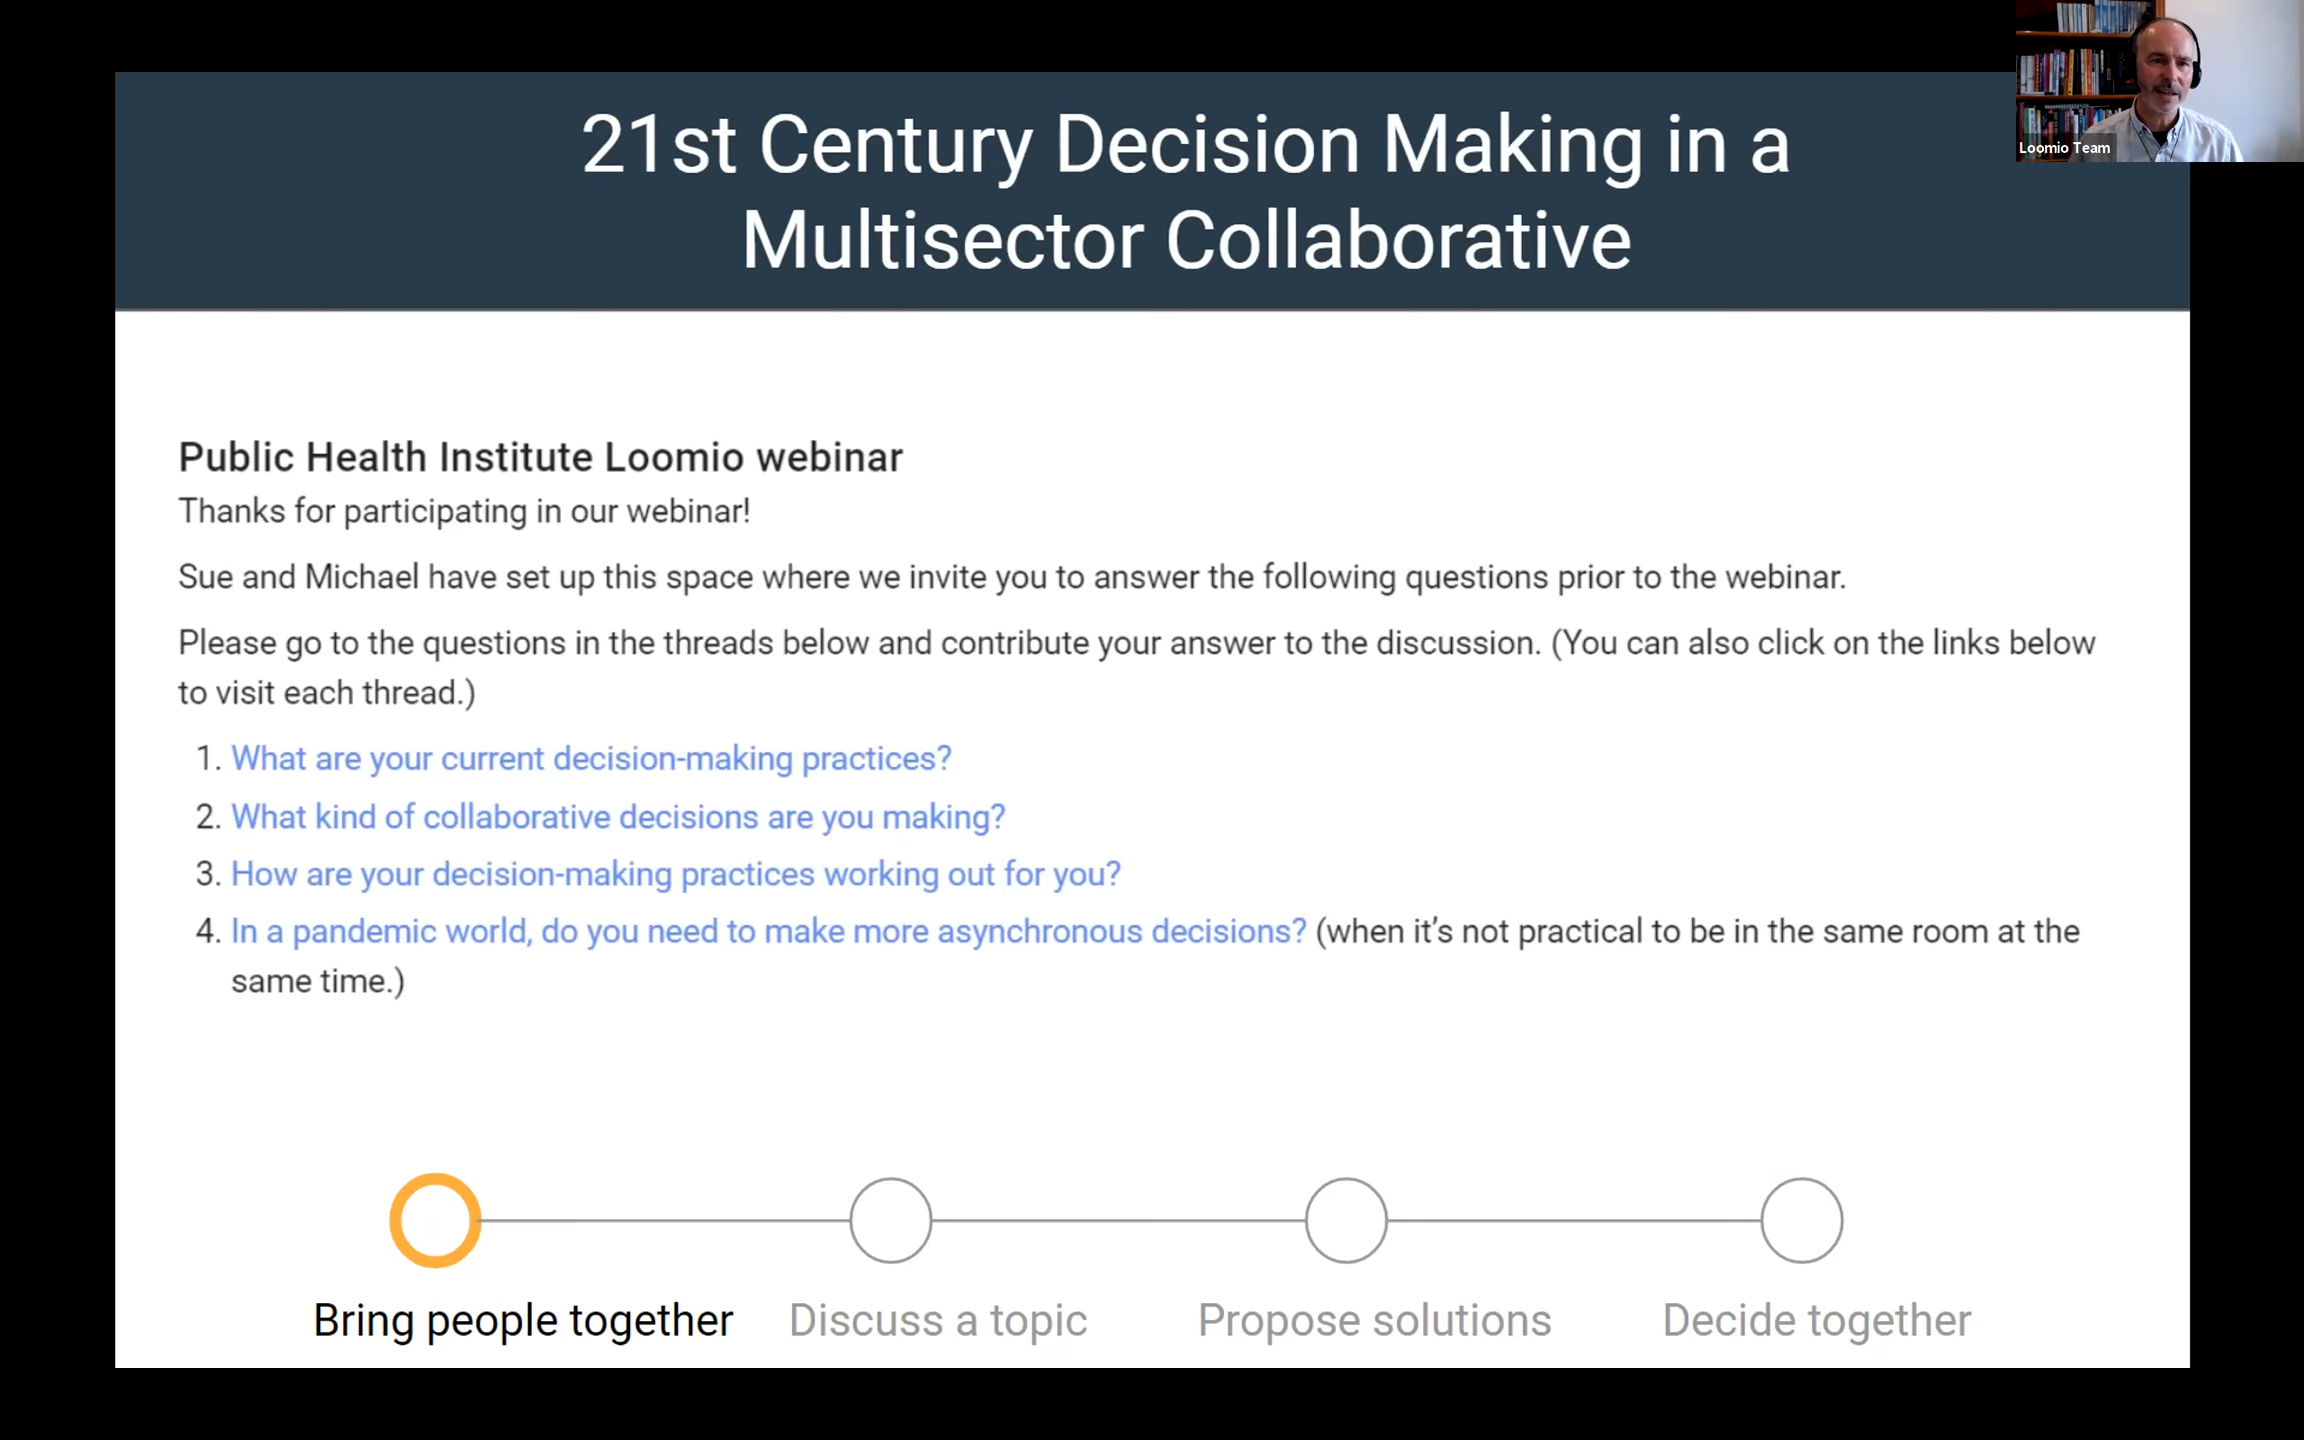 21st Century Decision Making in a
Multisector Collaborative
Loomio Team
Public Health Institute Loomio webinar
Thanks for participating in our webinar!
Sue and Michael have set up this space where we invite you to answer the following questions prior to the webinar.
Please go to the questions in the threads below and contribute your answer to the discussion. (You can also click on the links below
to visit each thread.)
1. What are your current decision-making practices?
2. What kind of collaborative decisions are you making?
3. How are your decision-making practices working out for you?
4. In a pandemic world, do you need to make more asynchronous decisions? (when it's not practical to be in the same room at the
same time.)
Bring people together
Discuss a topic
Propose solutions
Decide together